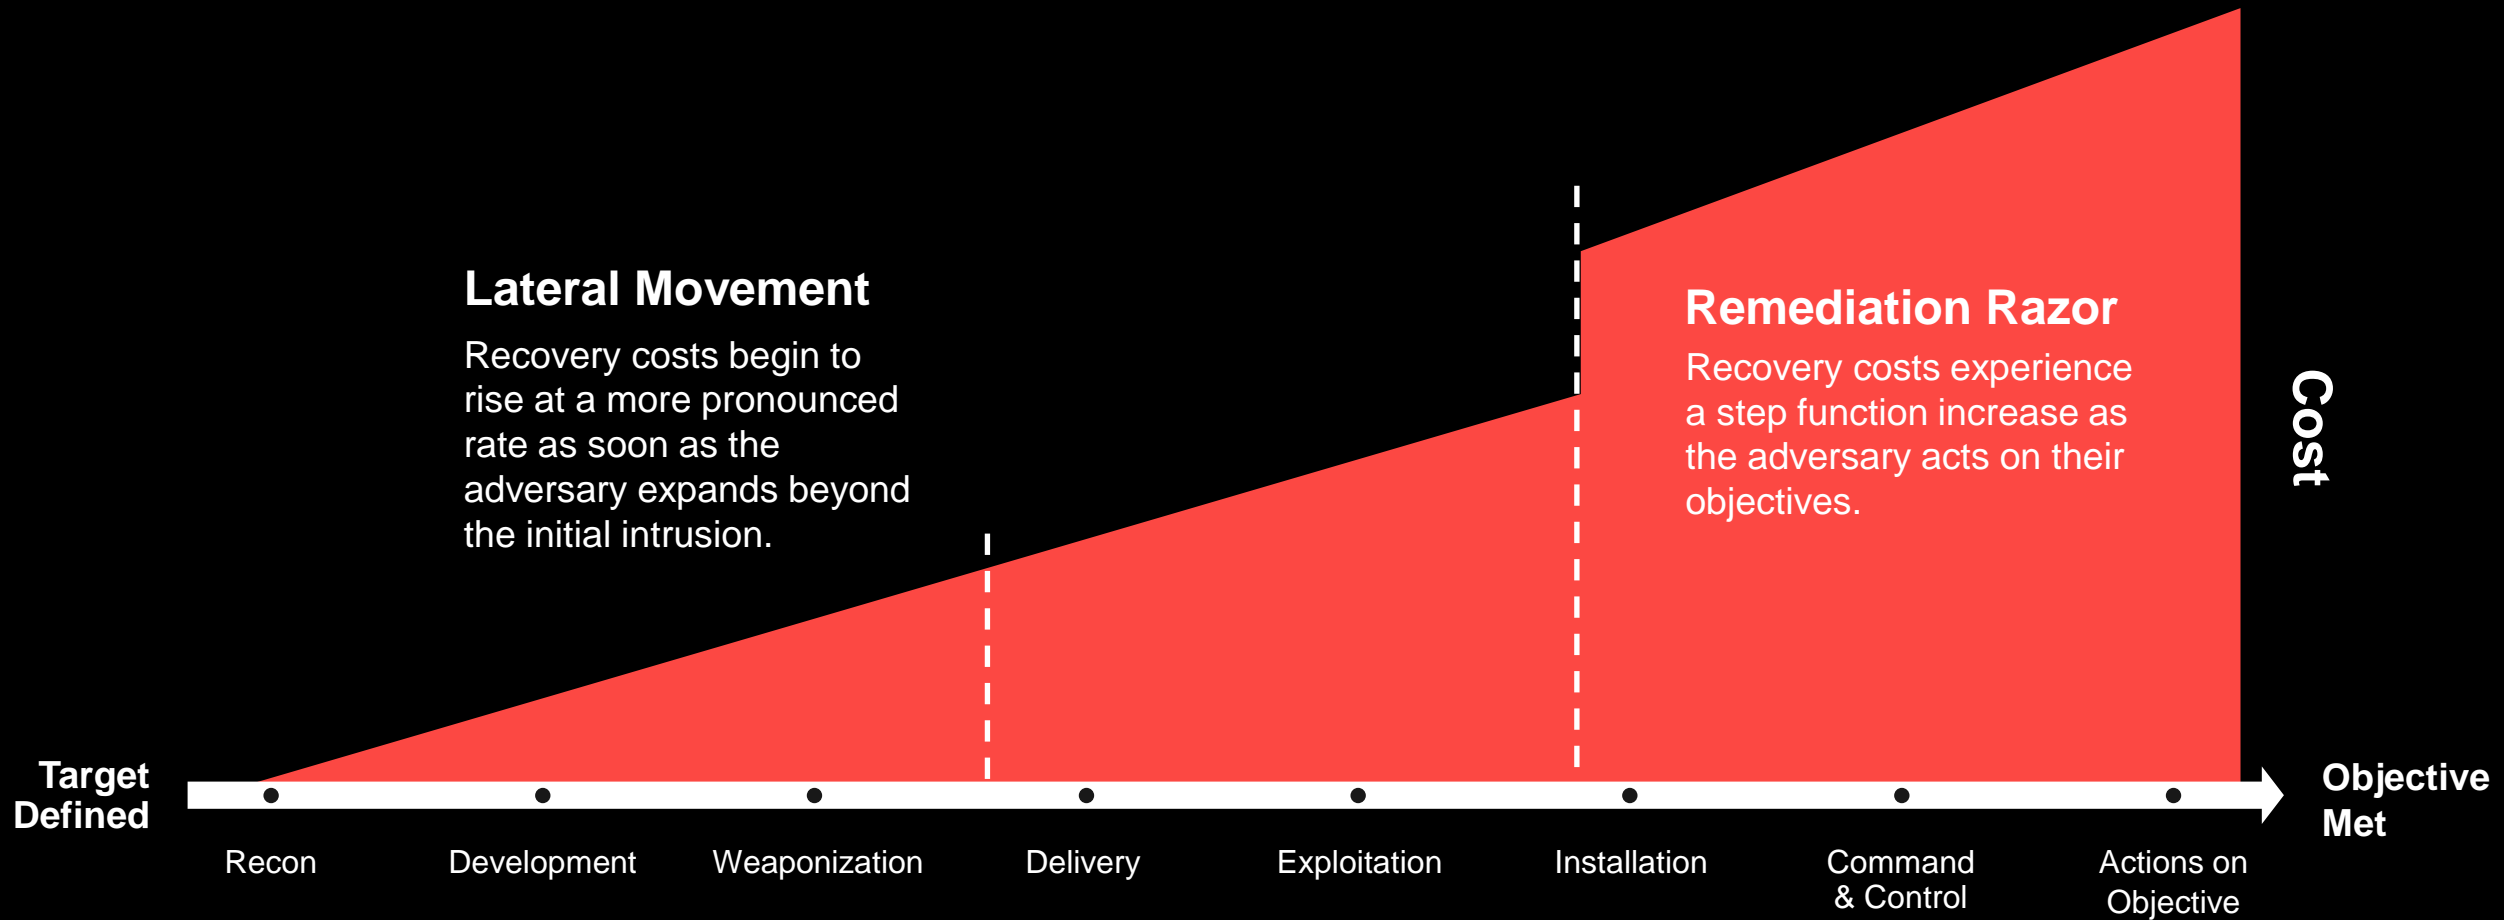 Lateral Movement
Recovery costs begin to
rise at a more pronounced
rate as soon as the
adversary expands beyond
the initial intrusion.
Remediation Razor
Recovery costs experience
a step function increase as
the adversary acts on their
objectives.
Cost
Target
Defined
Objective
Met
Recon
Development
Weaponization
Delivery
Exploitation
Installation
Command
& Control
Actions on
Objective